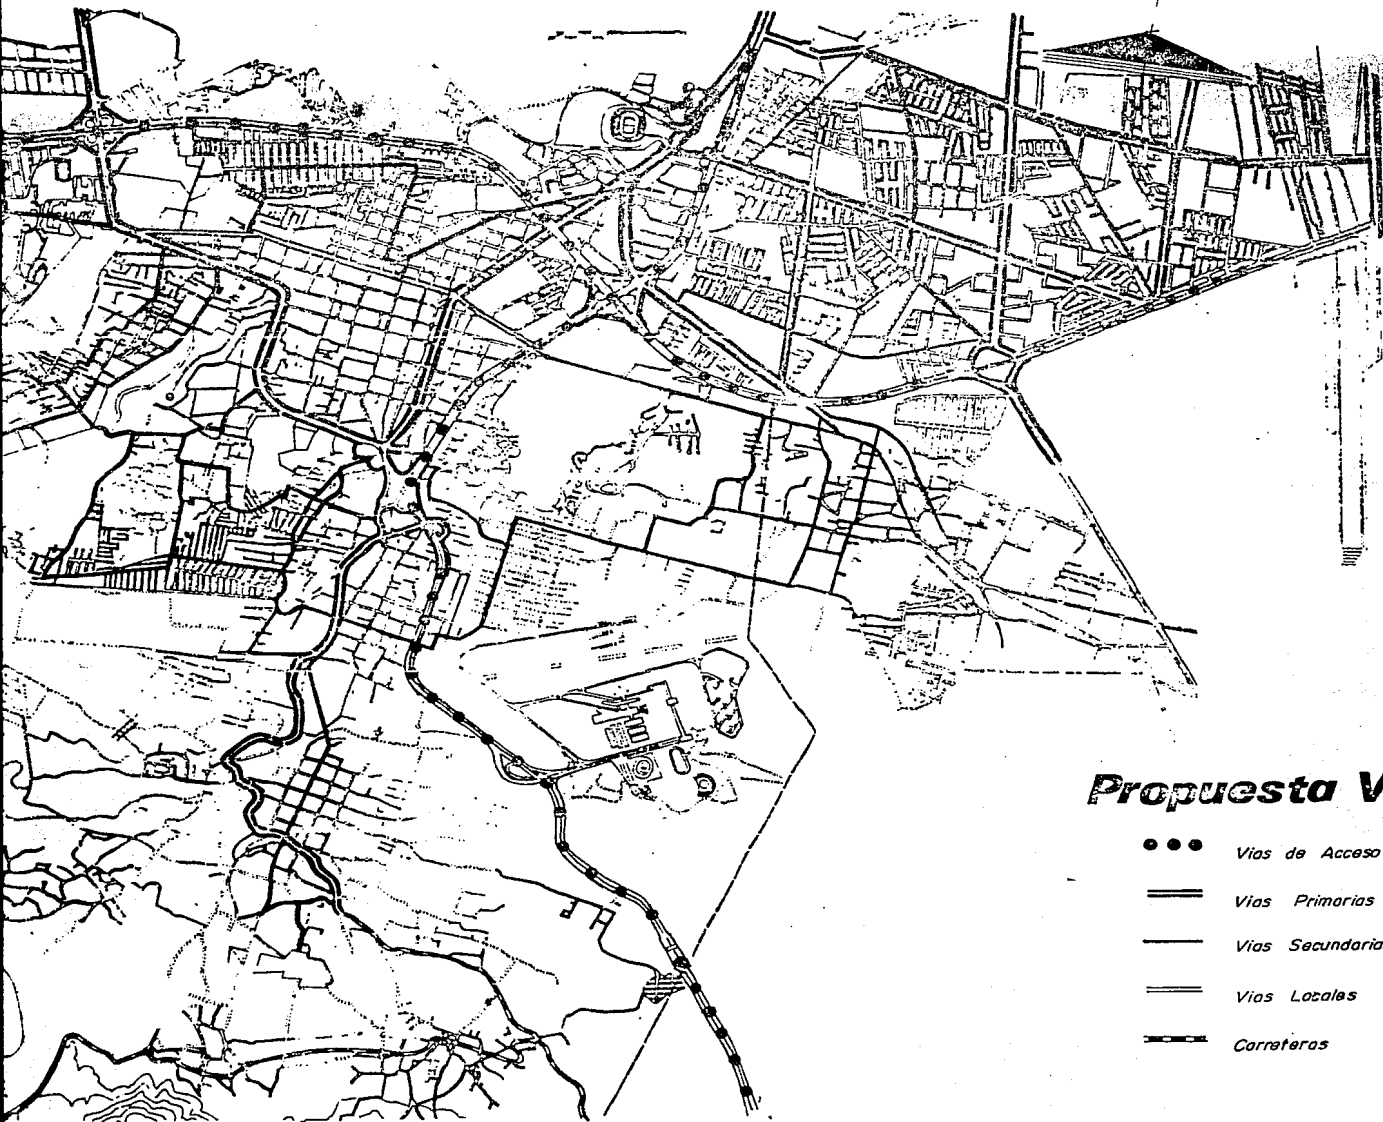 Propuesta V
Vias de Acceso
Vias Primarias
Vias Secundaria
Vias Locales
Carreteras